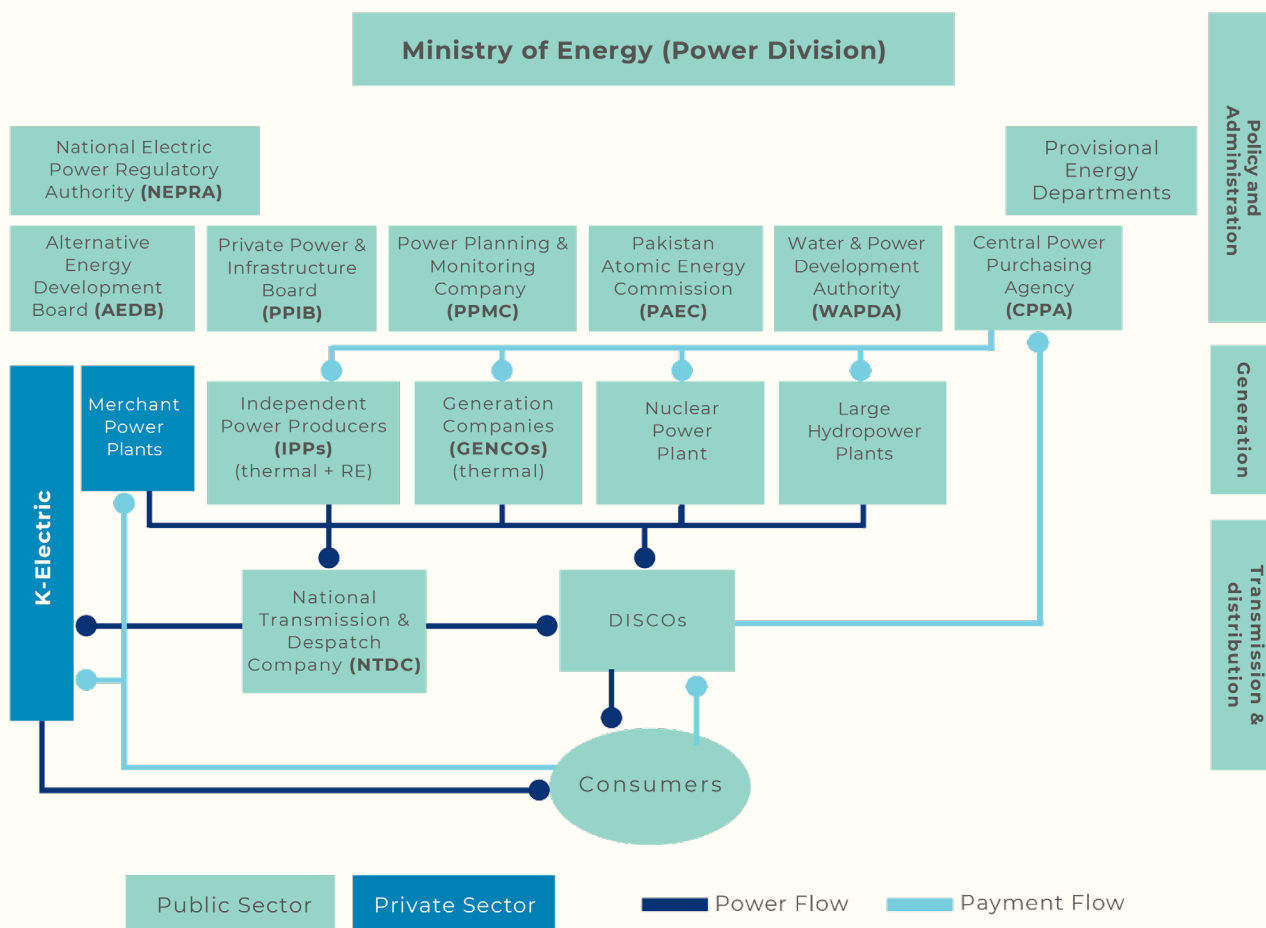 Ministry of Energy (Power Division)
Policy and
Administration
National Electric
Power Regulatory
Authority (NEPRA)
Provisional
Energy
Departments
Alternative
Energy
Development
Board (AEDB)
Private Power &
Infrastructure
Board
(PPIB)
Power Planning &
Monitoring
Company
(PPMC)
Pakistan
Atomic Energy
Commission
(PAEC)
Water & Power
Development
Authority
(WAPDA)
Central Power
Purchasing
Agency
(CPPA)
Generation
K-Electric
Merchant
Power
Plants
Independent
Power Producers
(IPPs)
(thermal + RE)
Generation
Companies
(GENCOs)
(thermal)
Nuclear
Power
Plant
Large
Hydropower
Plants
Transmission &
distribution
National
Transmission &
Despatch
Company (NTDC)
DISCOs
Consumers
Public Sector
Private Sector
Power Flow
Payment Flow